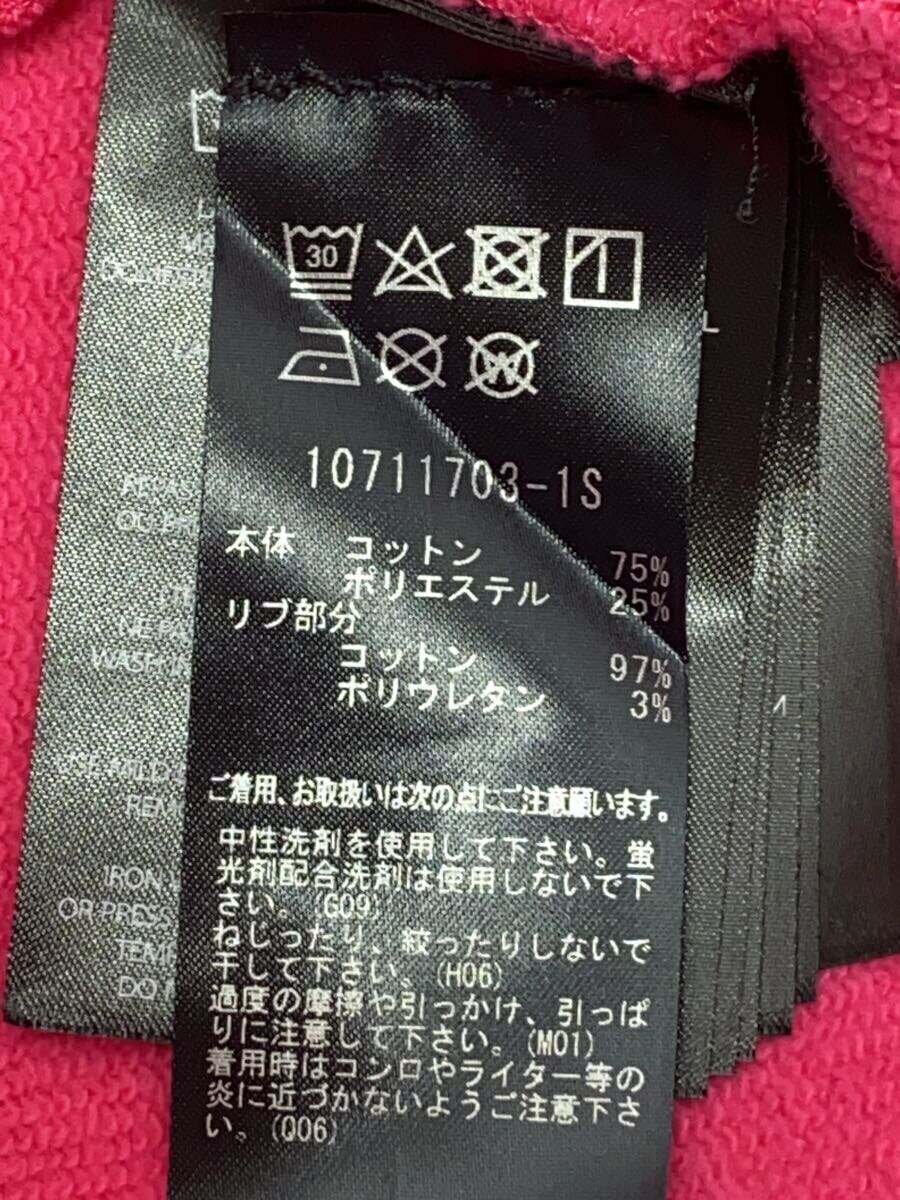 30
W
10711703-1S
本体 コットン 75%
ポリエステル 25%
リブ部分
コットン 97%
ポリウレタン 3%
ご着用、お取扱いは次の点にご注意願います。
中性洗剤を使用して下さい。蛍
光剤配合洗剤は使用しないで下
さい。(G09)
ねじったり、絞ったりしないで
干して下さい。(H06)
過度の摩擦や引っかけ、引っぱ
りに注意して下さい。(M01)
着用時はコンロやライター等の
炎に近づかないようご注意下さ
い。(Q06)
WASH
USE MILD
IRON
OR PRESS
DO